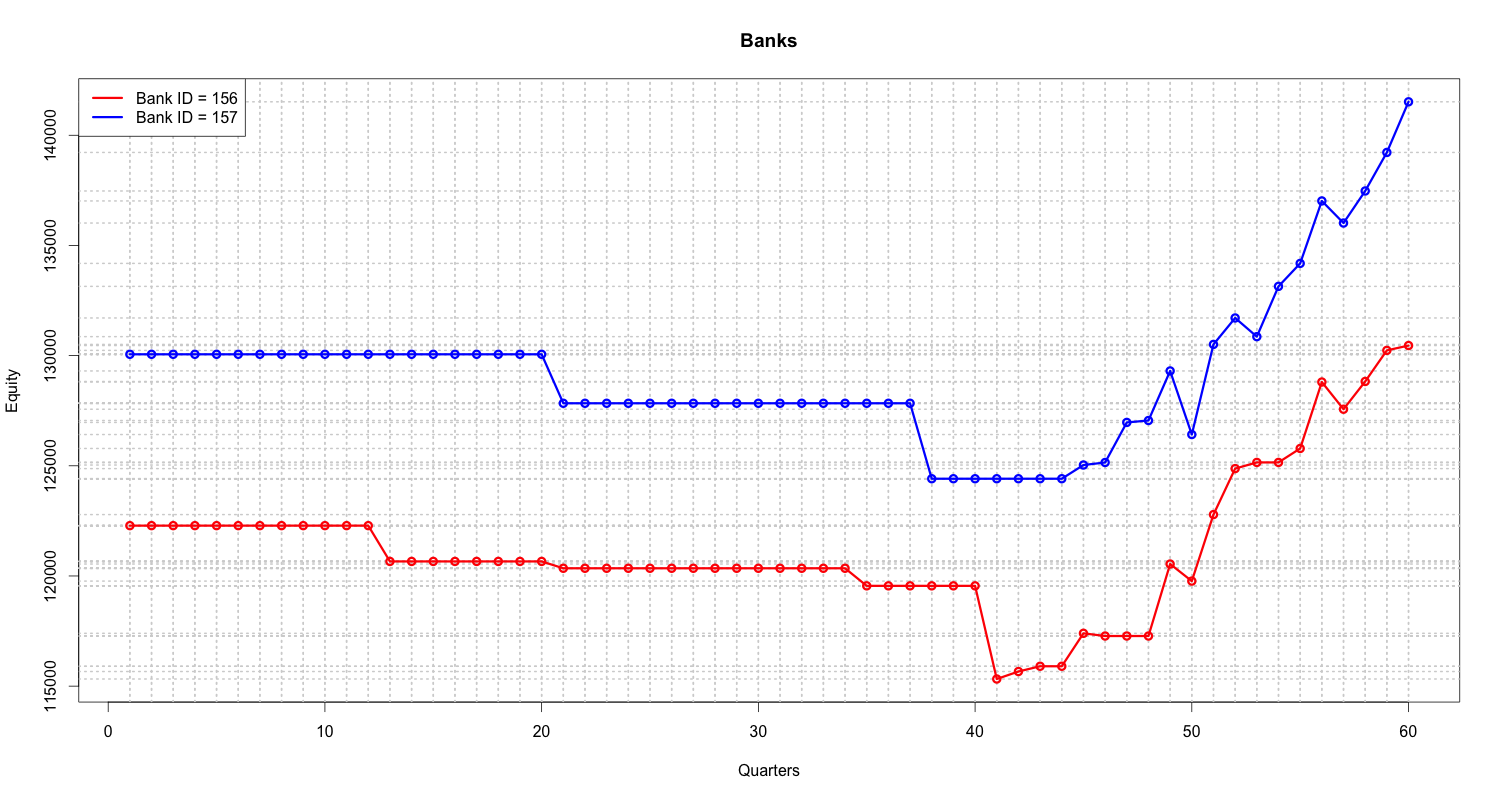 Banks
Bank ID = 156
Bank ID = 157
Equity
140000
135000
130000
125000
120000
115000
0 10 20 30 40 50 60
Quarters